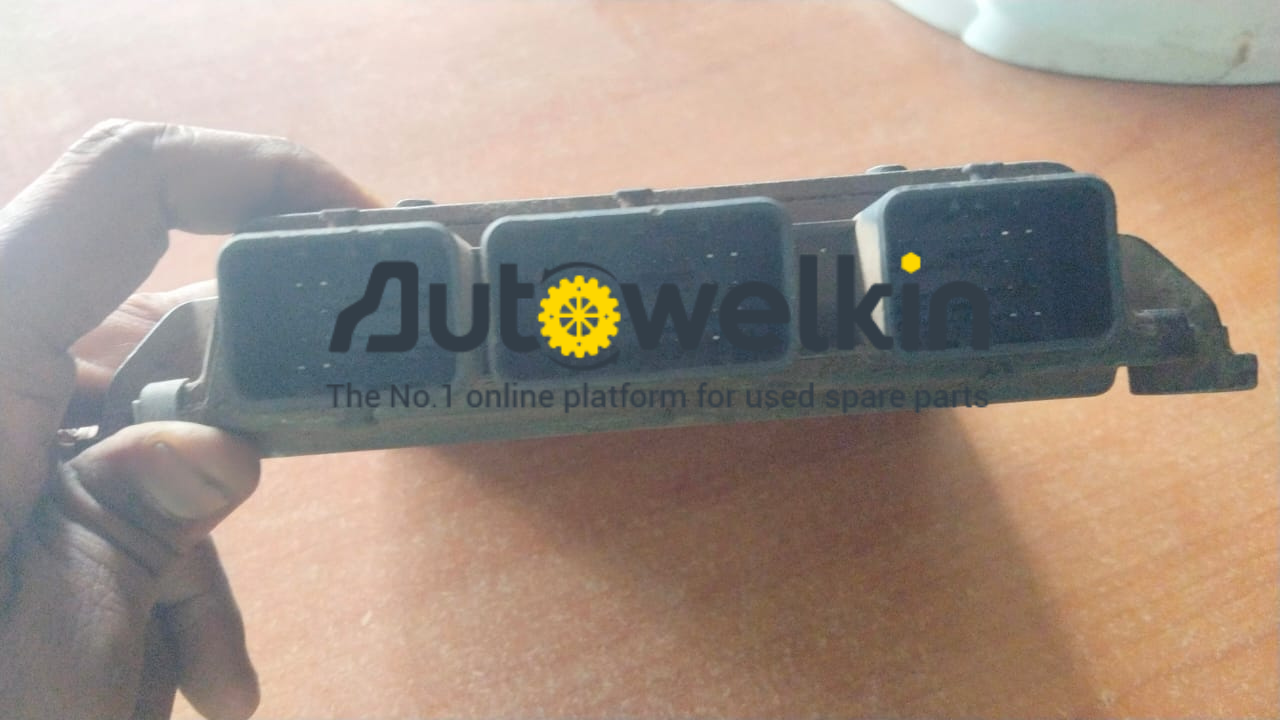 Autowelkin
The No.1 online platform for used spare parts